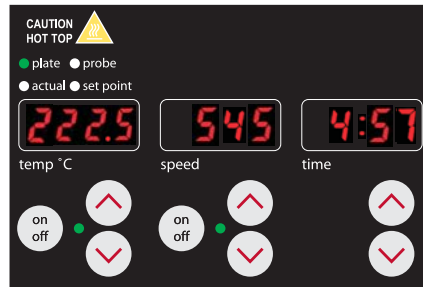 CAUTION
HOT TOP
plate probe
actual set point
222.5 545 4:57
temp °C speed time
on on
off off